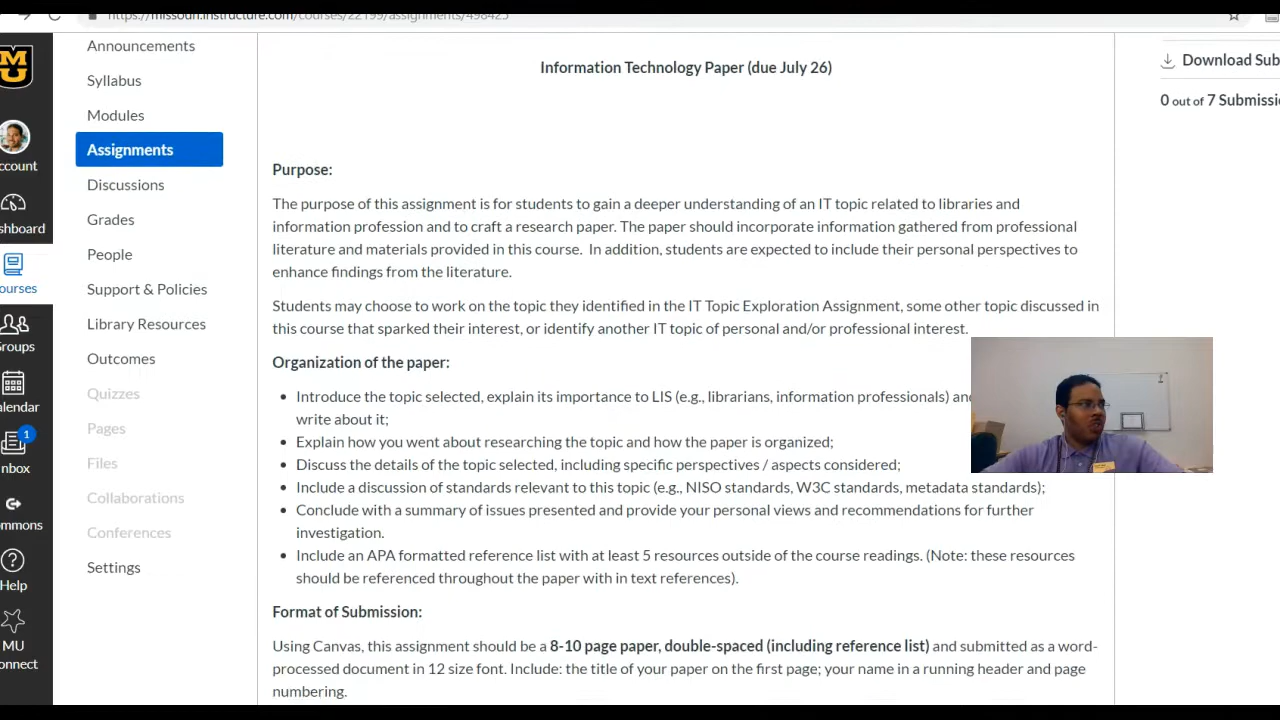 https://missouri.instructure.com/courses/22199/assignments/498425
Announcements
Syllabus
Modules
Assignments
Discussions
Grades
People
Support & Policies
Library Resources
Outcomes
Quizzes
Pages
Files
Collaborations
Conferences
Settings
MU
ccount
shboard
ourses
Groups
alendar
1
nbox
mmons
Help
MU
onnect
Information Technology Paper (due July 26)
Purpose:
The purpose of this assignment is for students to gain a deeper understanding of an IT topic related to libraries and
information profession and to craft a research paper. The paper should incorporate information gathered from professional
literature and materials provided in this course. In addition, students are expected to include their personal perspectives to
enhance findings from the literature.
Students may choose to work on the topic they identified in the IT Topic Exploration Assignment, some other topic discussed in
this course that sparked their interest, or identify another IT topic of personal and/or professional interest.
Organization of the paper:
Introduce the topic selected, explain its importance to LIS (e.g., librarians, information professionals) and
write about it;
Explain how you went about researching the topic and how the paper is organized;
Discuss the details of the topic selected, including specific perspectives / aspects considered;
Include a discussion of standards relevant to this topic (e.g., NISO standards, W3C standards, metadata standards);
Conclude with a summary of issues presented and provide your personal views and recommendations for further
investigation.
Include an APA formatted reference list with at least 5 resources outside of the course readings. (Note: these resources
should be referenced throughout the paper with in text references).
Format of Submission:
Using Canvas, this assignment should be a 8-10 page paper, double-spaced (including reference list) and submitted as a word-
processed document in 12 size font. Include: the title of your paper on the first page; your name in a running header and page
numbering.
Download Sub
0 out of 7 Submissi